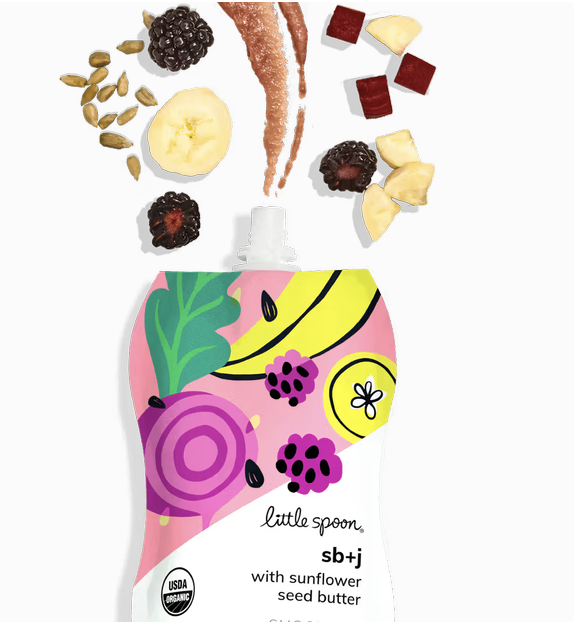 little spoon®
sb+j
with sunflower
seed butter
USDA
ORGANIC